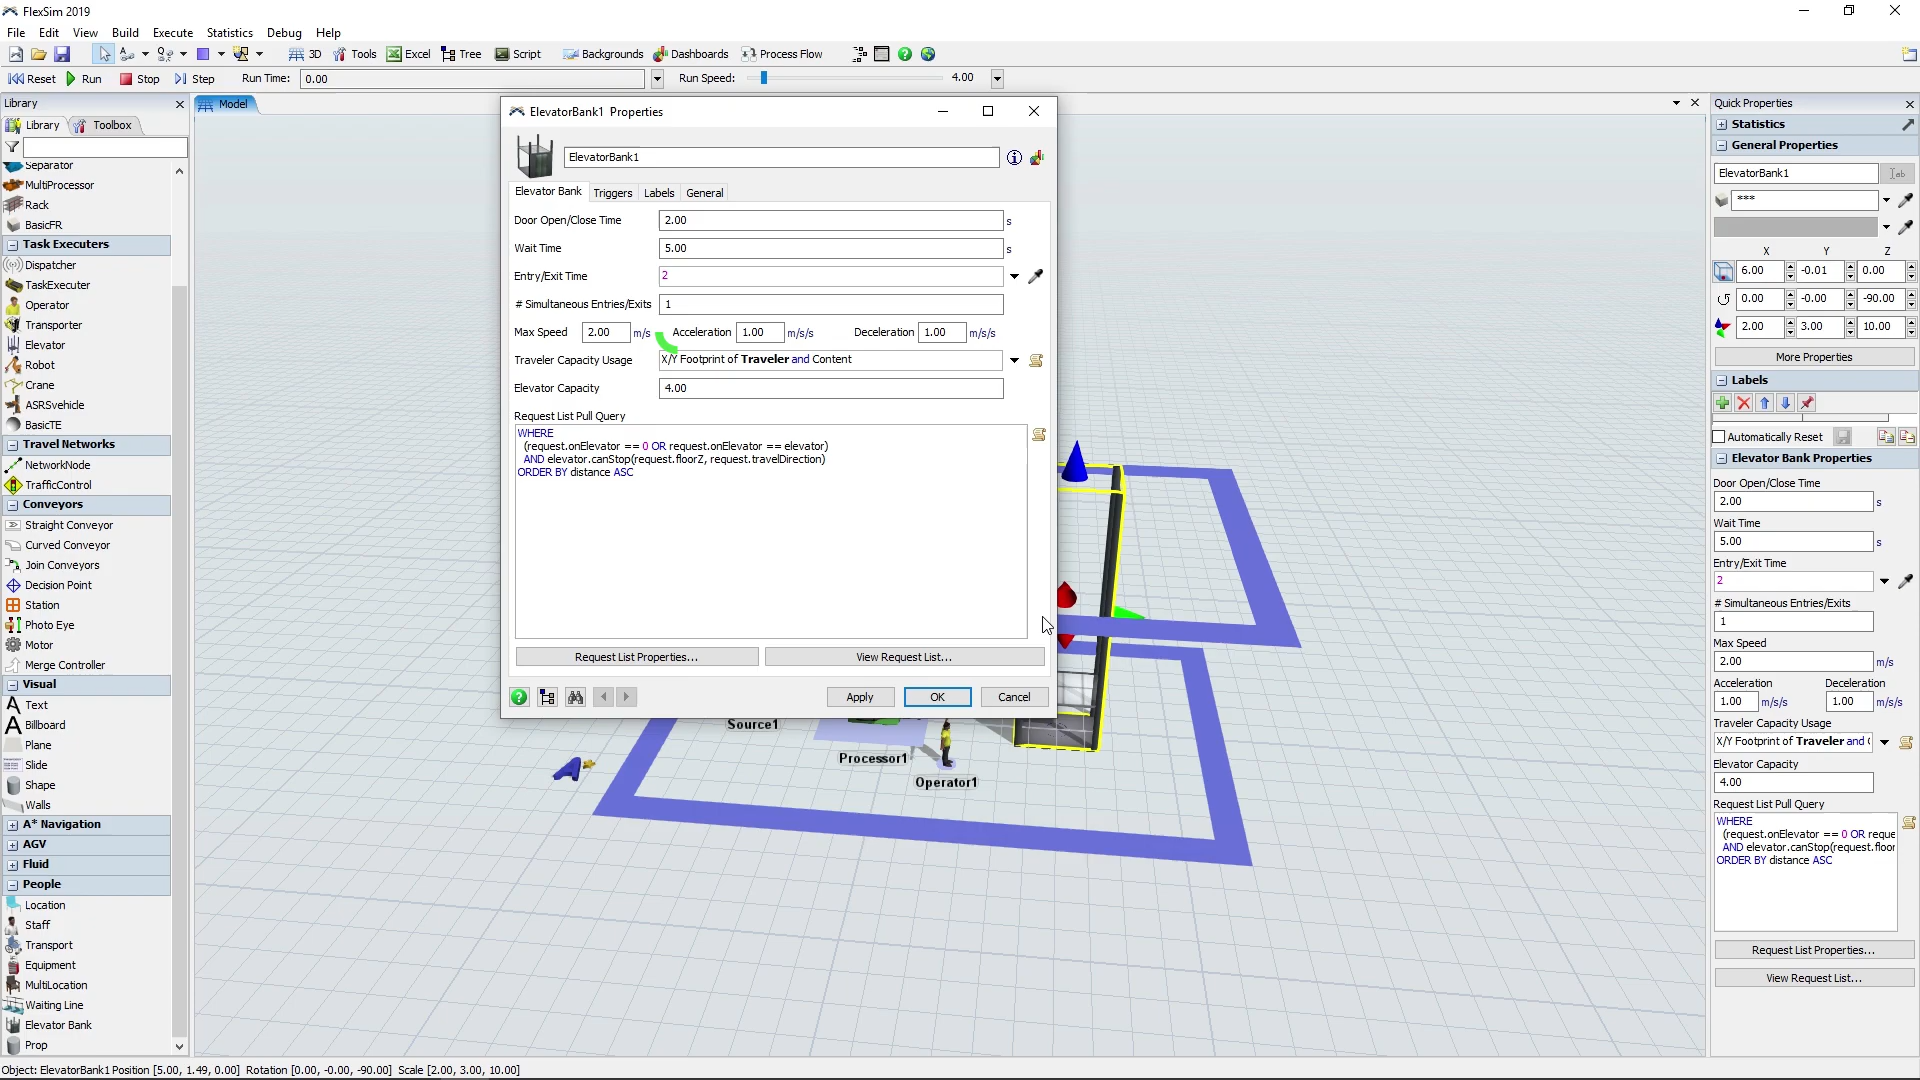 FlexSim 2019
File Edit View Build Execute Statistics Debug Help
3D Tools Excel Tree Script Backgrounds Dashboards Process Flow
Reset Run Stop Step Run Time: 0.00 Run Speed: 4.00
Library
Library Toolbox
Separator
MultiProcessor
Rack
BasicFR
Task Executers
Dispatcher
TaskExecuter
Operator
Transporter
Elevator
Robot
Crane
ASRSvehicle
BasicTE
Travel Networks
NetworkNode
TrafficControl
Conveyors
Straight Conveyor
Curved Conveyor
Join Conveyors
Decision Point
Station
Photo Eye
Motor
Merge Controller
Visual
Text
Billboard
Plane
Slide
Shape
Walls
A* Navigation
AGV
Fluid
People
Location
Staff
Transport
Equipment
MultiLocation
Waiting Line
Elevator Bank
Prop
Model
ElevatorBank1 Properties
ElevatorBank1
Elevator Bank Triggers Labels General
Door Open/Close Time 2.00 s
Wait Time 5.00 s
Entry/Exit Time 2
# Simultaneous Entries/Exits 1
Max Speed 2.00 m/s Acceleration 1.00 m/s/s Deceleration 1.00 m/s/s
Traveler Capacity Usage X/Y Footprint of Traveler and Content
Elevator Capacity 4.00
Request List Pull Query
WHERE
(request.onElevator == 0 OR request.onElevator == elevator)
AND elevator.canStop(request.floorZ, request.travelDirection)
ORDER BY distance ASC
Request List Properties... View Request List...
Apply OK Cancel
Source1
Processor1
Operator1
Quick Properties
Statistics
General Properties
ElevatorBank1
***
X Y Z
6.00 -0.01 0.00
0.00 -0.00 -90.00
2.00 3.00 10.00
More Properties
Labels
Automatically Reset
Elevator Bank Properties
Door Open/Close Time
2.00 s
Wait Time
5.00 s
Entry/Exit Time
2
# Simultaneous Entries/Exits
1
Max Speed
2.00 m/s
Acceleration Deceleration
1.00 m/s/s 1.00 m/s/s
Traveler Capacity Usage
X/Y Footprint of Traveler and (
Elevator Capacity
4.00
Request List Pull Query
WHERE
(request.onElevator == 0 OR reque
AND elevator.canStop(request.floor
ORDER BY distance ASC
Request List Properties...
View Request List...
Object: ElevatorBank1 Position [5.00, 1.49, 0.00] Rotation [0.00, -0.00, -90.00] Scale [2.00, 3.00, 10.00]